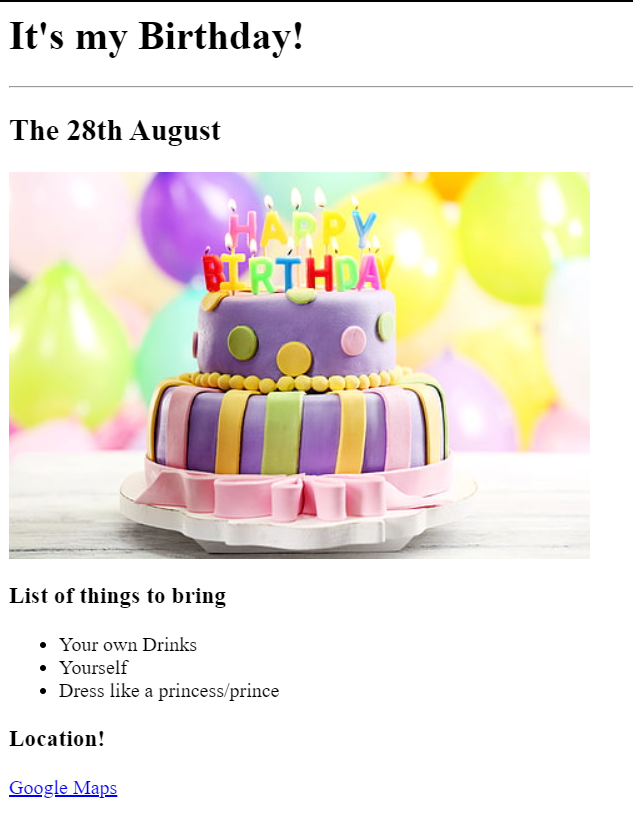 It's my Birthday!
The 28th August
HAPPY
BIRTHDAY
List of things to bring
Your own Drinks
Yourself
Dress like a princess/prince
Location!
Google Maps